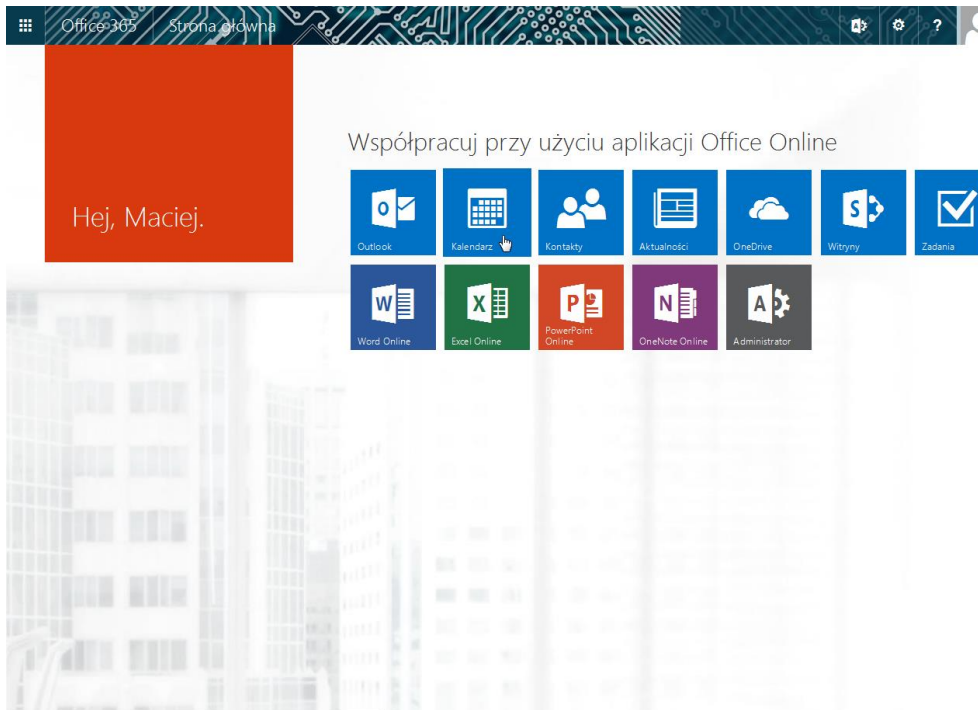 Office 365 Strona główna ?
Hej, Maciej.
Współpracuj przy użyciu aplikacji Office Online
Outlook Kalendarz Kontakty Aktualności OneDrive Witryny Zadania
Word Online Excel Online PowerPoint Online OneNote Online Administrator